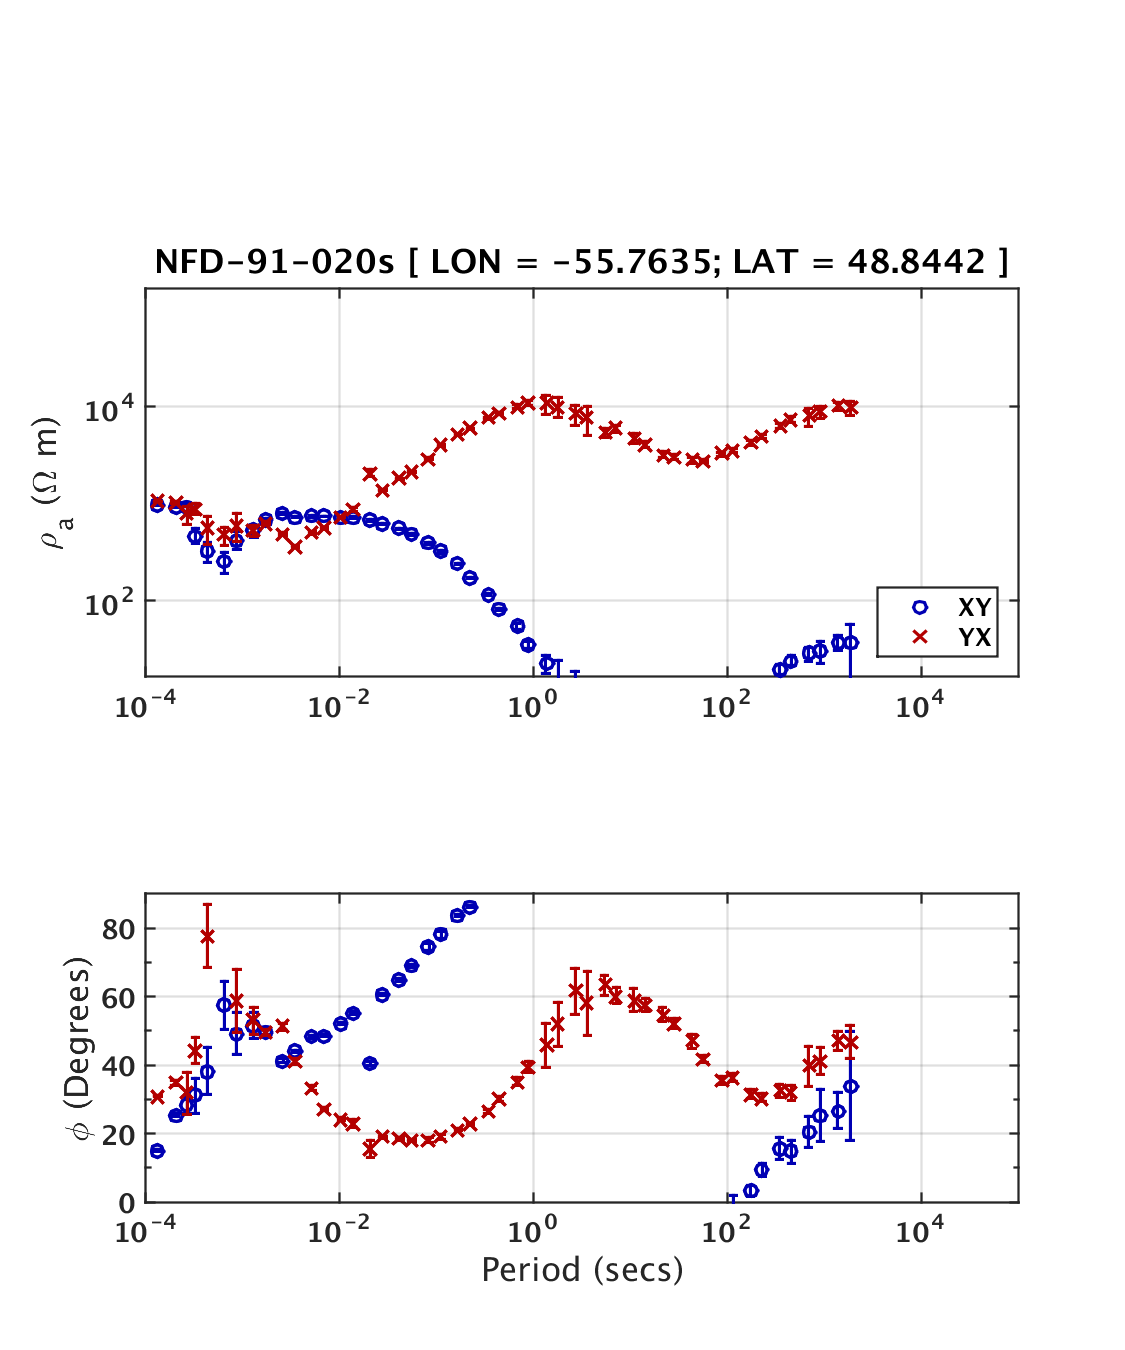 NFD-91-020s [ LON = -55.7635; LAT = 48.8442 ]
ρa (Ω m)
10^4
10^2
XY
YX
10^-4 10^-2 10^0 10^2 10^4
ϕ (Degrees)
80
60
40
20
0
10^-4 10^-2 10^0 10^2 10^4
Period (secs)